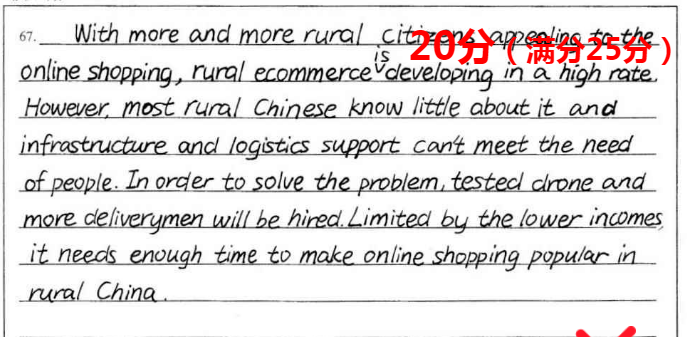 67. With more and more rural citizens appealing to the
20分（满分25分）
is
online shopping, rural ecommerce developing in a high rate.
However, most rural Chinese know little about it and
infrastructure and logistics support can't meet the need
of people. In order to solve the problem, tested drone and
more deliverymen will be hired. Limited by the lower incomes,
it needs enough time to make online shopping popular in
rural China.